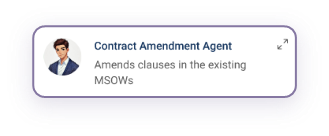 Contract Amendment Agent
Amends clauses in the existing
MSOWs